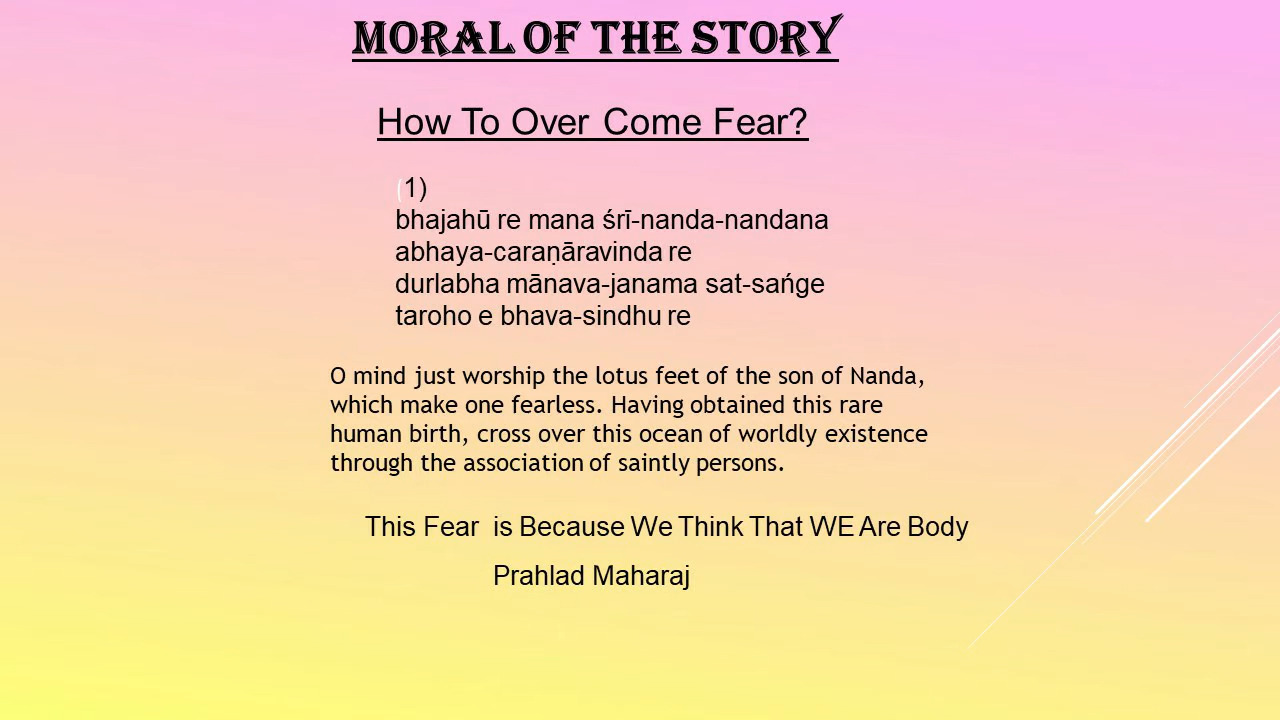 MORAL OF THE STORY
How To Over Come Fear?
(1)
bhajahū re mana śrī-nanda-nandana
abhaya-caraṇāravinda re
durlabha mānava-janama sat-sańge
taroho e bhava-sindhu re
O mind just worship the lotus feet of the son of Nanda,
which make one fearless. Having obtained this rare
human birth, cross over this ocean of worldly existence
through the association of saintly persons.
This Fear is Because We Think That WE Are Body
Prahlad Maharaj